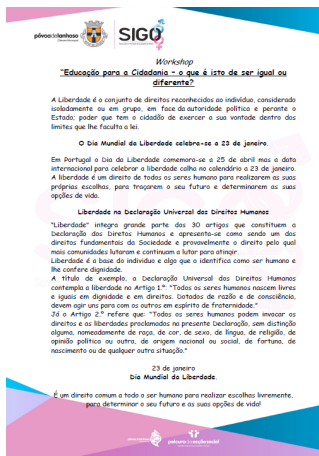 póvoadelanhoso
SIGO
Workshop
"Educação para a Cidadania – o que é isto de ser igual ou
diferente?
A Liberdade é o conjunto de direitos reconhecidos ao indivíduo, considerado
isoladamente ou em grupo, em face da autoridade política e perante o
Estado; poder que tem o cidadão de exercer a sua vontade dentro dos
limites que lhe faculta a lei.
O Dia Mundial da Liberdade celebra-se a 23 de janeiro.
Em Portugal o Dia da Liberdade comemora-se a 25 de abril mas a data
internacional para celebrar a liberdade calha no calendário a 23 de janeiro.
A liberdade é um direito de todos os seres humano para realizarem as suas
próprias escolhas, para traçarem o seu futuro e determinarem as suas
opções de vida.
Liberdade na Declaração Universal dos Direitos Humanos
"Liberdade" integra grande parte dos 30 artigos que constituem a
Declaração dos Diretos Humanos e apresenta-se como sendo um dos
direitos fundamentais da Sociedade e provavelmente o direito pelo qual
mais comunidades lutaram e continuam a lutar para atingir.
Liberdade é a base do individuo e algo que o identifica como ser humano e
lhe confere dignidade.
A título de exemplo, a Declaração Universal dos Direitos Humanos
contempla a liberdade no Artigo 1.º: "Todos os seres humanos nascem livres
e iguais em dignidade e em direitos. Dotados de razão e de consciência,
devem agir uns para com os outros em espírito de fraternidade."
Já o Artigo 2.º refere que: "Todos os seres humanos podem invocar os
direitos e as liberdades proclamados na presente Declaração, sem distinção
alguma, nomeadamente de raça, de cor, de sexo, de língua, de religião, de
opinião política ou outra, de origem nacional ou social, de fortuna, de
nascimento ou de qualquer outra situação."
23 de janeiro
Dia Mundial da Liberdade.
É um direito comum a todo o ser humano para realizar escolhas livremente,
para determinar o seu futuro e as suas opções de vida!